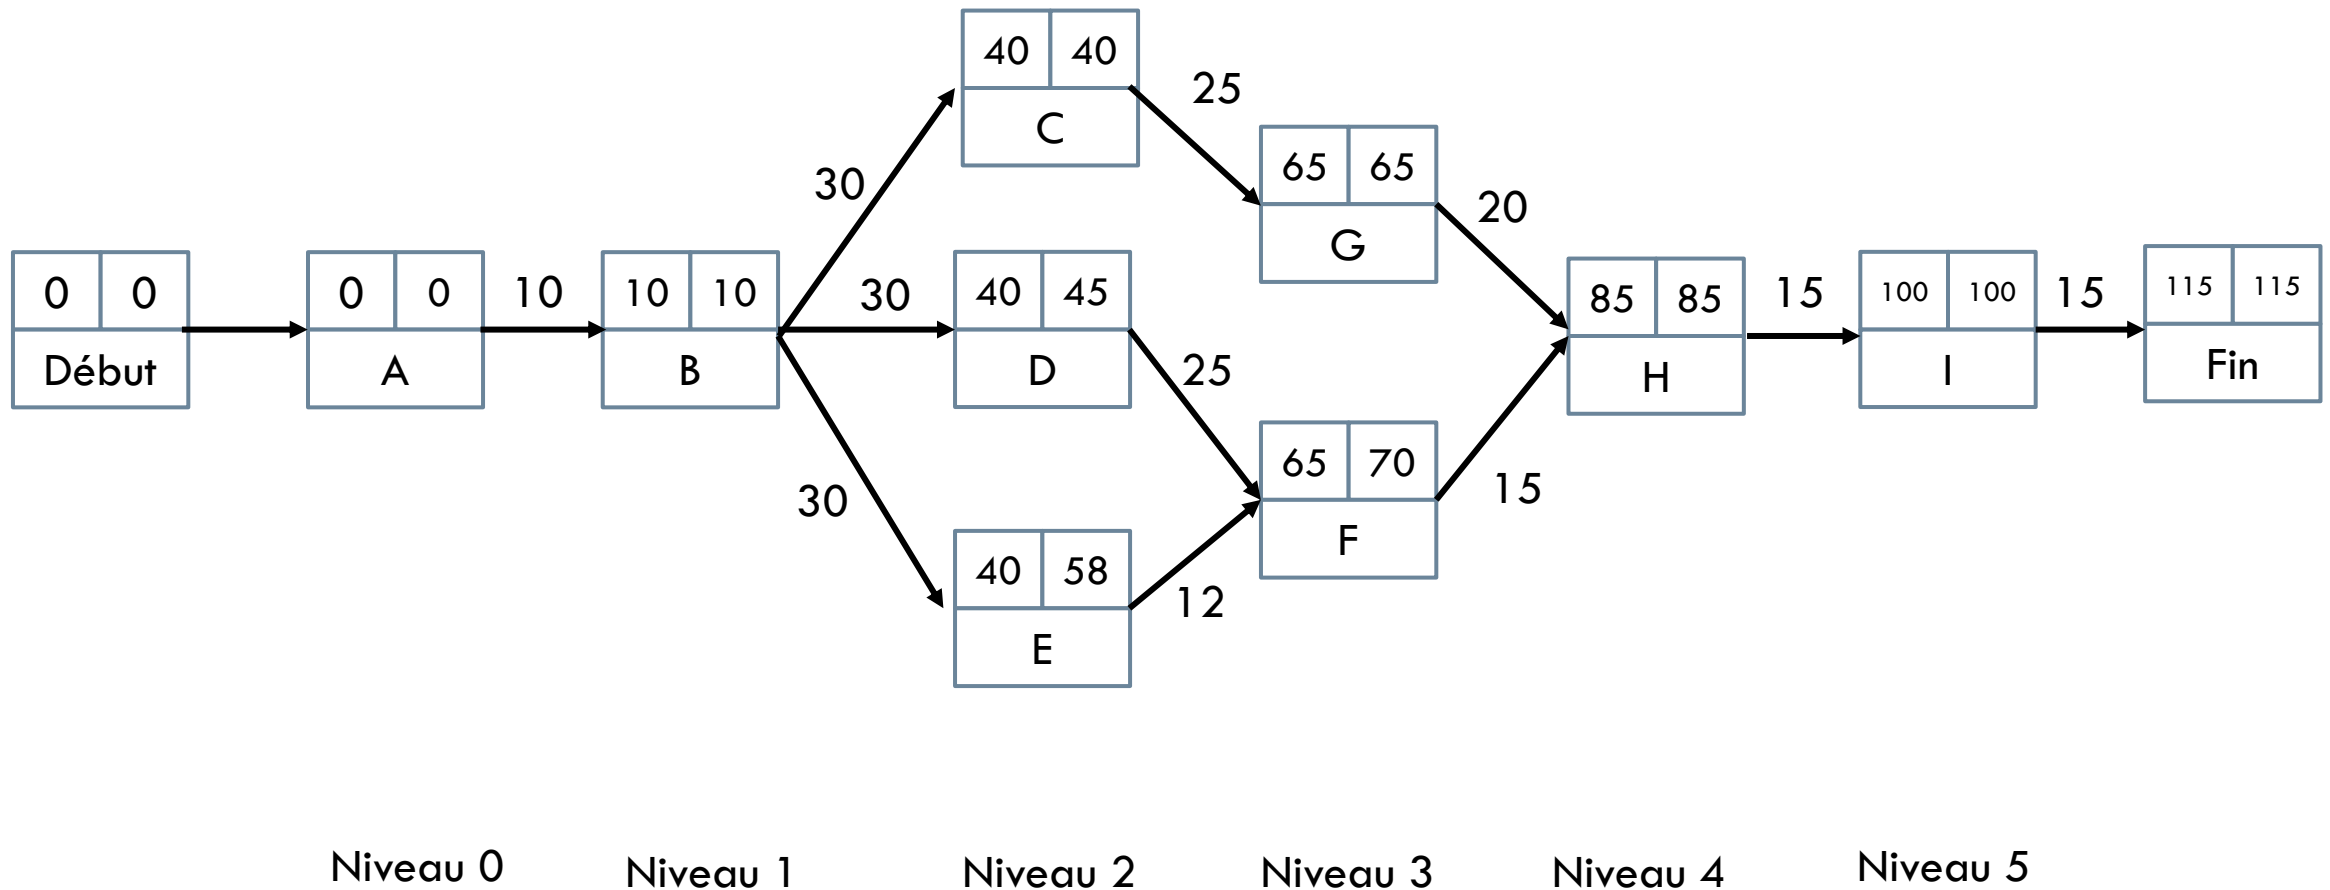 40 40
25
C
65 65
30
20
G
0 0
0 0
10
10 10
30
40 45
85 85
15
100 100
15
115 115
Début
A
B
D
25
H
I
Fin
65 70
30
15
F
40 58
12
E
Niveau 0
Niveau 1
Niveau 2
Niveau 3
Niveau 4
Niveau 5